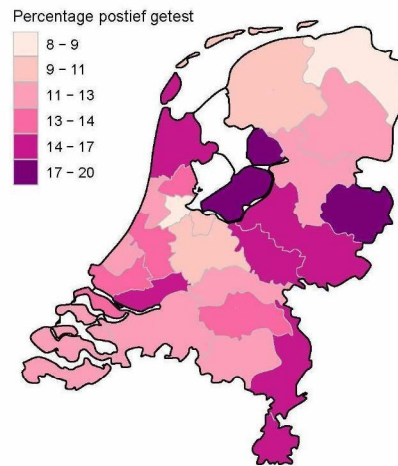 Percentage postief getest
8 – 9
9 – 11
11 – 13
13 – 14
14 – 17
17 – 20